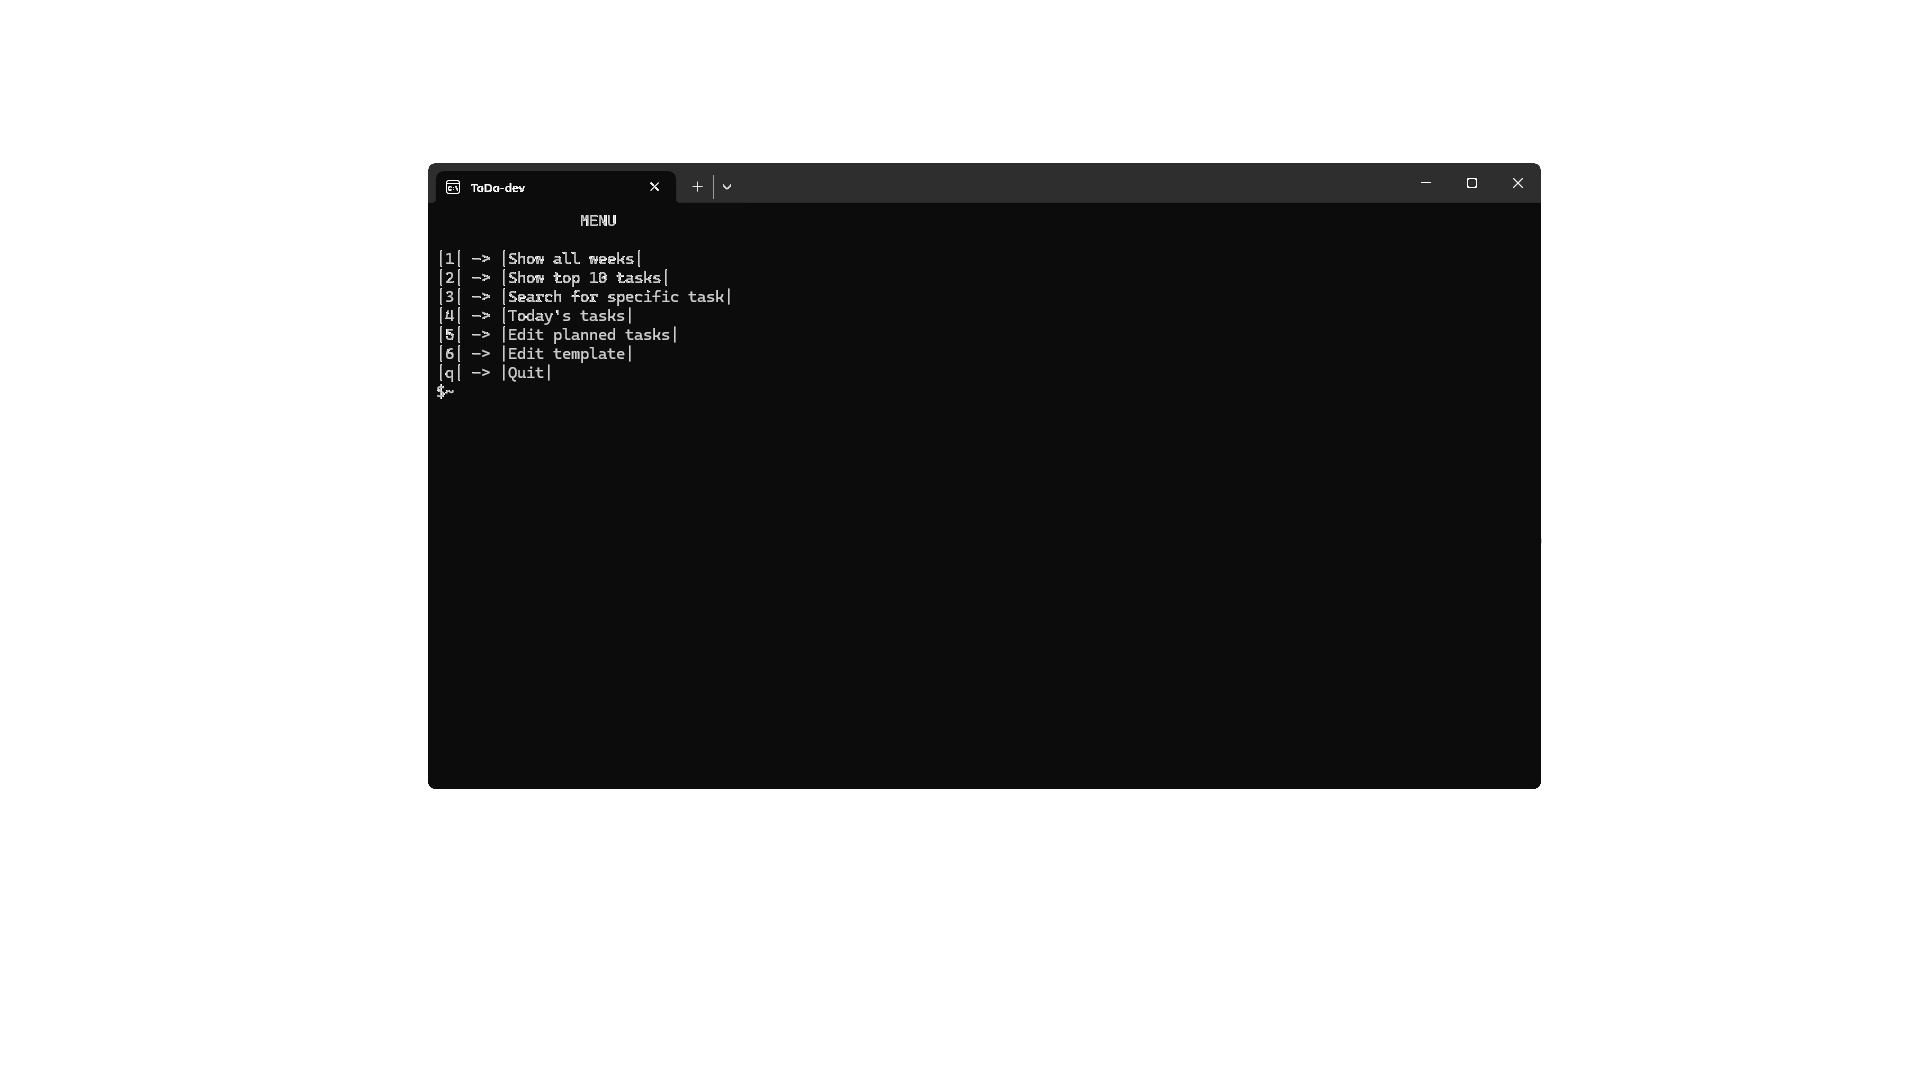 ToDo-dev
MENU
|1| -> |Show all weeks|
|2| -> |Show top 10 tasks|
|3| -> |Search for specific task|
|4| -> |Today's tasks|
|5| -> |Edit planned tasks|
|6| -> |Edit template|
|q| -> |Quit|
$~